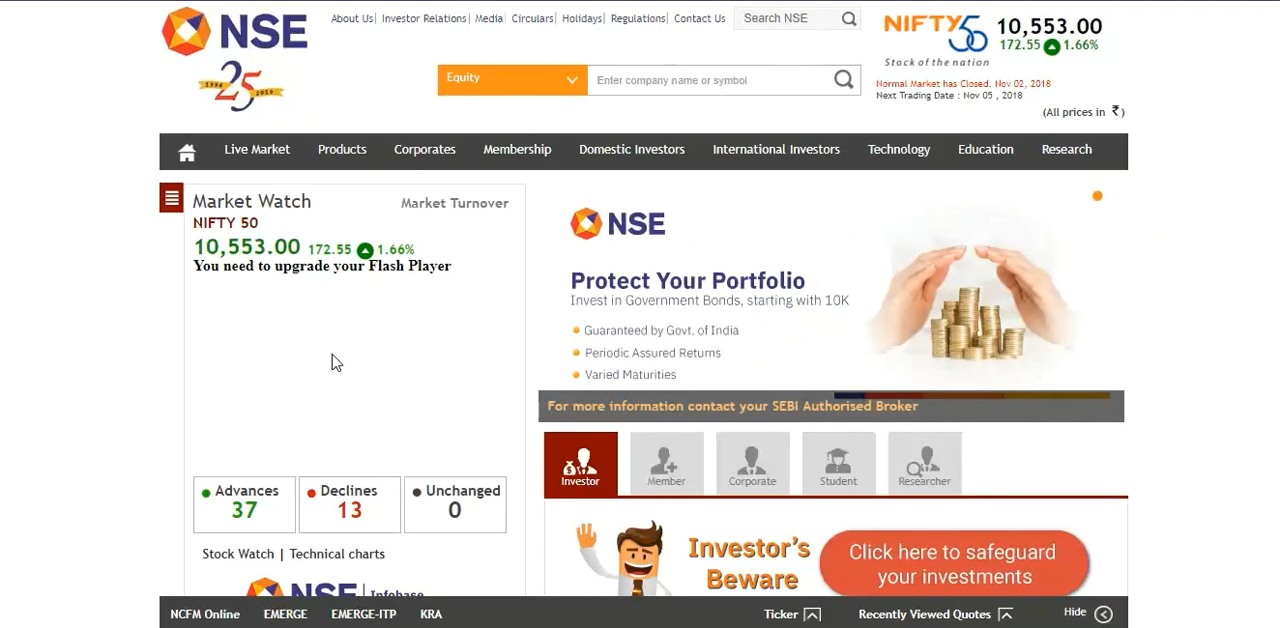 NSE
1994 25 2019
About Us| Investor Relations| Media| Circulars| Holidays| Regulations| Contact Us
Search NSE
Equity
Enter company name or symbol
NIFTY50
Stock of the nation
10,553.00
172.55 1.66%
Normal Market has Closed. Nov 02, 2018
Next Trading Date : Nov 05 , 2018
(All prices in ₹ )
Live Market Products Corporates Membership Domestic Investors International Investors Technology Education Research
Market Watch Market Turnover
NIFTY 50
10,553.00 172.55 1.66%
You need to upgrade your Flash Player
Advances
37
Declines
13
Unchanged
0
Stock Watch | Technical charts
NSE | Infobase
NSE
Protect Your Portfolio
Invest in Government Bonds, starting with 10K
Guaranteed by Govt. of India
Periodic Assured Returns
Varied Maturities
For more information contact your SEBI Authorised Broker
Investor Member Corporate Student Researcher
Investor's
Beware
Click here to safeguard
your investments
NCFM Online EMERGE EMERGE-ITP KRA Ticker Recently Viewed Quotes Hide